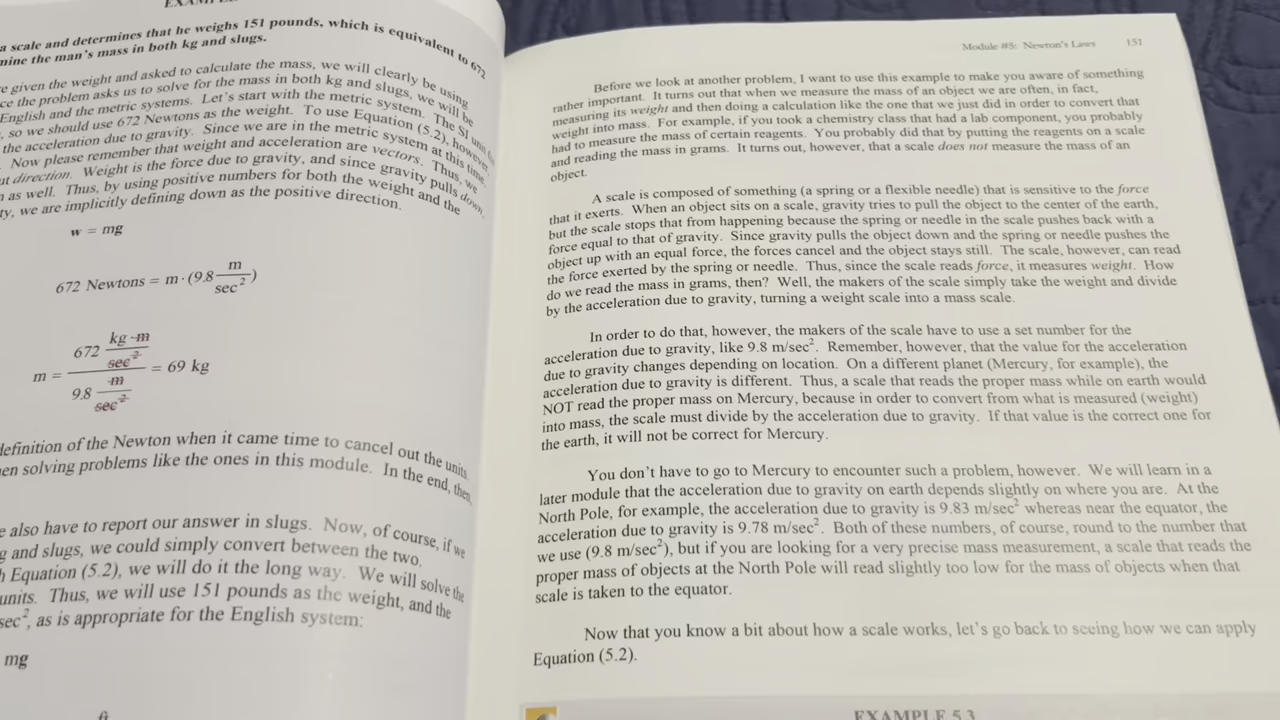 a scale and determines that he weighs 151 pounds, which is equivalent to 672
mine the man's mass in both kg and slugs.
e given the weight and asked to calculate the mass, we will clearly be using
ce the problem asks us to solve for the mass in both kg and slugs, we will be
English and the metric systems. Let's start with the metric system. The SI unit
, so we should use 672 Newtons as the weight. To use Equation (5.2), however
the acceleration due to gravity. Since we are in the metric system at this time,
Now please remember that weight and acceleration are vectors. Thus, we
ut direction. Weight is the force due to gravity, and since gravity pulls down,
n as well. Thus, by using positive numbers for both the weight and the
ty, we are implicitly defining down as the positive direction.
w = mg
672 Newtons = m · (9.8 m/sec²)
m = (672 kg·m/sec²)/(9.8 m/sec²) = 69 kg
definition of the Newton when it came time to cancel out the units
en solving problems like the ones in this module. In the end, then,
e also have to report our answer in slugs. Now, of course, if we
g and slugs, we could simply convert between the two.
h Equation (5.2), we will do it the long way. We will solve the
units. Thus, we will use 151 pounds as the weight, and the
sec², as is appropriate for the English system:
mg
ft
Module #5: Newton's Laws 151
Before we look at another problem, I want to use this example to make you aware of something
rather important. It turns out that when we measure the mass of an object we are often, in fact,
measuring its weight and then doing a calculation like the one that we just did in order to convert that
weight into mass. For example, if you took a chemistry class that had a lab component, you probably
had to measure the mass of certain reagents. You probably did that by putting the reagents on a scale
and reading the mass in grams. It turns out, however, that a scale does not measure the mass of an
object.
A scale is composed of something (a spring or a flexible needle) that is sensitive to the force
that it exerts. When an object sits on a scale, gravity tries to pull the object to the center of the earth,
but the scale stops that from happening because the spring or needle in the scale pushes back with a
force equal to that of gravity. Since gravity pulls the object down and the spring or needle pushes the
object up with an equal force, the forces cancel and the object stays still. The scale, however, can read
the force exerted by the spring or needle. Thus, since the scale reads force, it measures weight. How
do we read the mass in grams, then? Well, the makers of the scale simply take the weight and divide
by the acceleration due to gravity, turning a weight scale into a mass scale.
In order to do that, however, the makers of the scale have to use a set number for the
acceleration due to gravity, like 9.8 m/sec². Remember, however, that the value for the acceleration
due to gravity changes depending on location. On a different planet (Mercury, for example), the
acceleration due to gravity is different. Thus, a scale that reads the proper mass while on earth would
NOT read the proper mass on Mercury, because in order to convert from what is measured (weight)
into mass, the scale must divide by the acceleration due to gravity. If that value is the correct one for
the earth, it will not be correct for Mercury.
You don't have to go to Mercury to encounter such a problem, however. We will learn in a
later module that the acceleration due to gravity on earth depends slightly on where you are. At the
North Pole, for example, the acceleration due to gravity is 9.83 m/sec² whereas near the equator, the
acceleration due to gravity is 9.78 m/sec². Both of these numbers, of course, round to the number that
we use (9.8 m/sec²), but if you are looking for a very precise mass measurement, a scale that reads the
proper mass of objects at the North Pole will read slightly too low for the mass of objects when that
scale is taken to the equator.
Now that you know a bit about how a scale works, let's go back to seeing how we can apply
Equation (5.2).
EXAMPLE 5.3